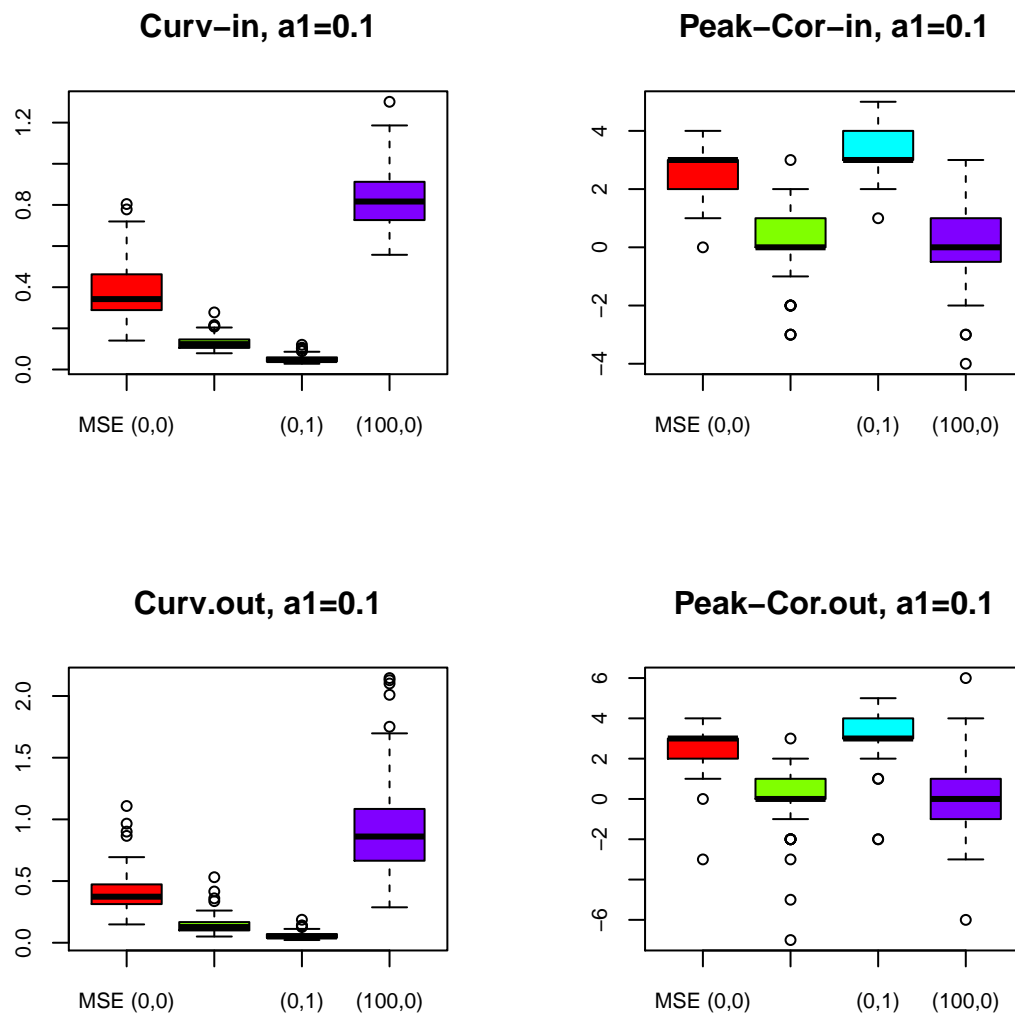 Curv−in, a1=0.1
1.2
0.8
0.4
0.0
MSE (0,0) (0,1) (100,0)
Peak−Cor−in, a1=0.1
4
2
0
−2
−4
MSE (0,0) (0,1) (100,0)
Curv.out, a1=0.1
2.0
1.5
1.0
0.5
0.0
MSE (0,0) (0,1) (100,0)
Peak−Cor.out, a1=0.1
6
4
2
0
−2
−6
MSE (0,0) (0,1) (100,0)